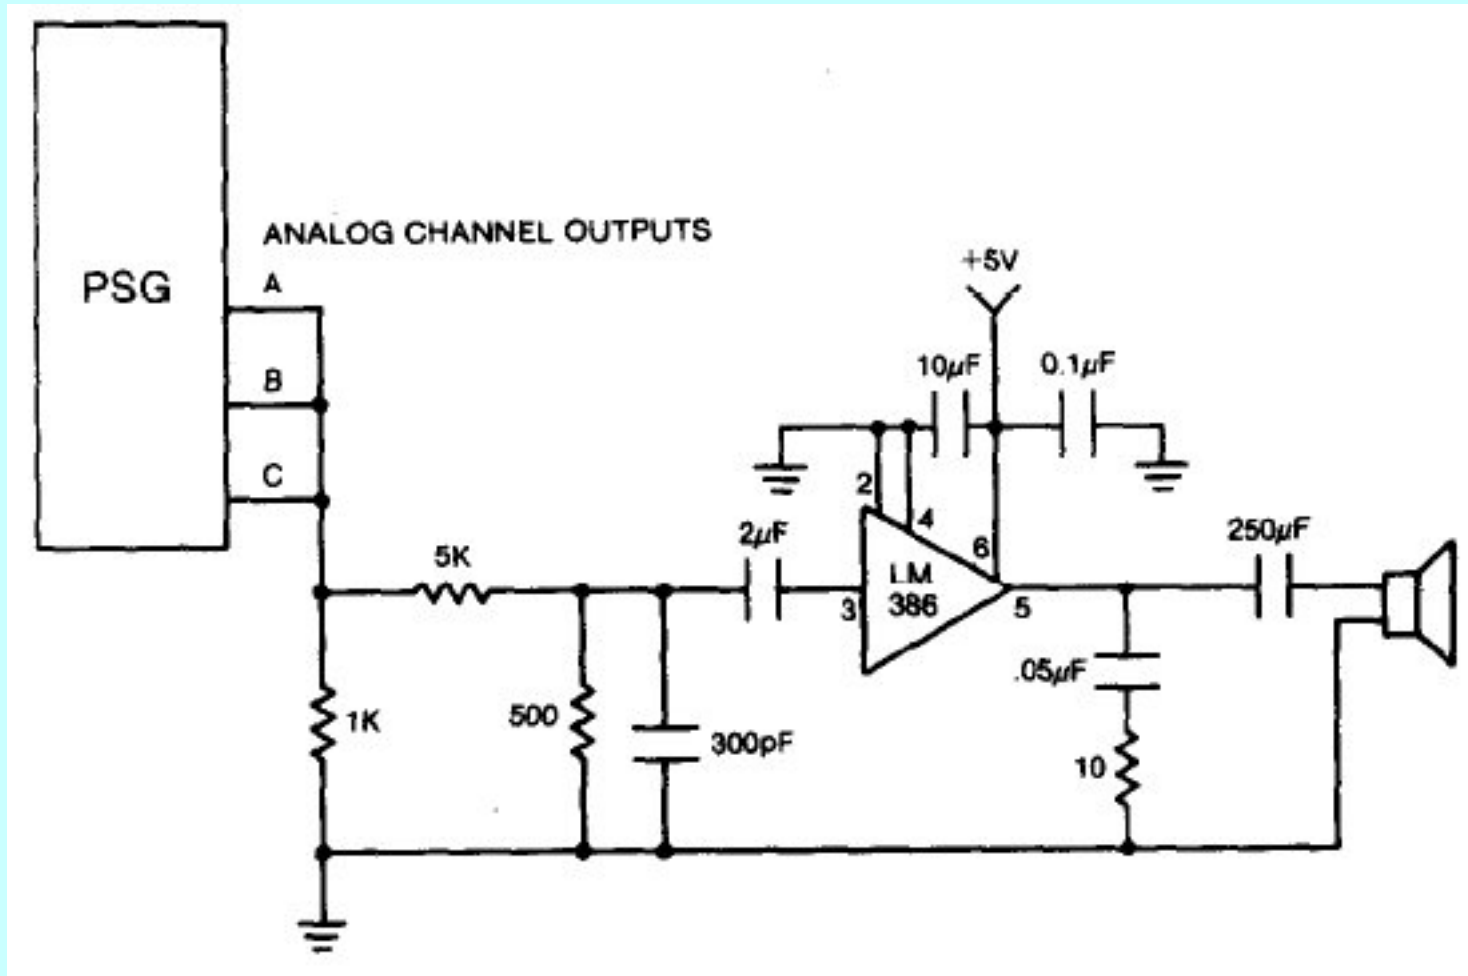 ANALOG CHANNEL OUTPUTS
PSG
A
B
C
+5V
10µF
0.1µF
2
4
6
2µF
5K
LM
386
3
5
250µF
1K
500
300pF
.05µF
10